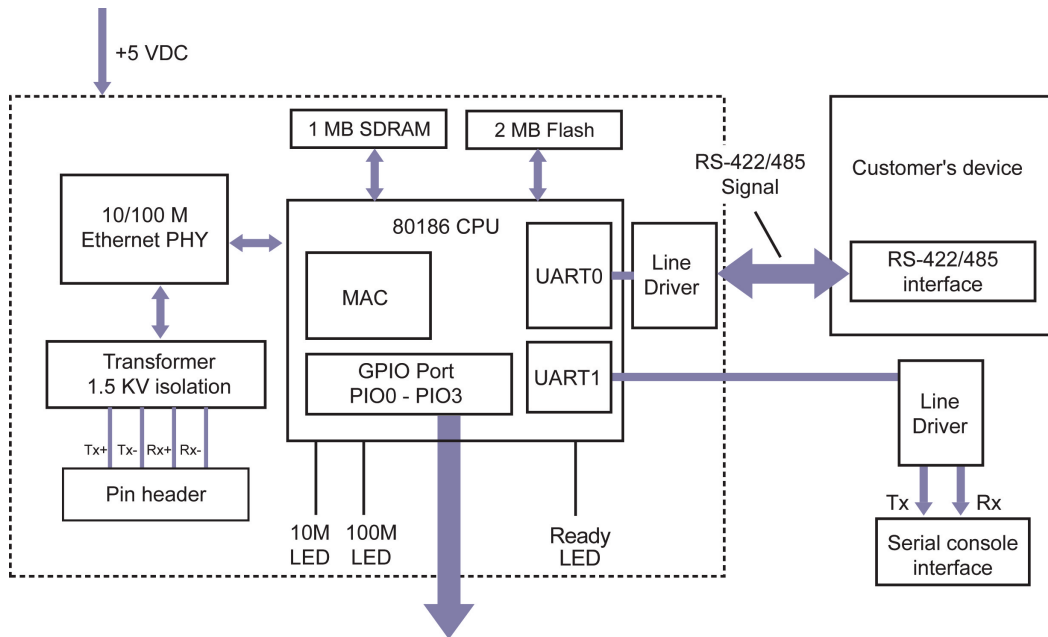 +5 VDC
1 MB SDRAM
2 MB Flash
RS-422/485
Signal
Customer's device
10/100 M
Ethernet PHY
80186 CPU
MAC
UART0
Line
Driver
RS-422/485
interface
Transformer
1.5 KV isolation
GPIO Port
PIO0 - PIO3
UART1
Line
Driver
Tx+ Tx- Rx+ Rx-
Pin header
10M
LED
100M
LED
Ready
LED
Tx Rx
Serial console
interface